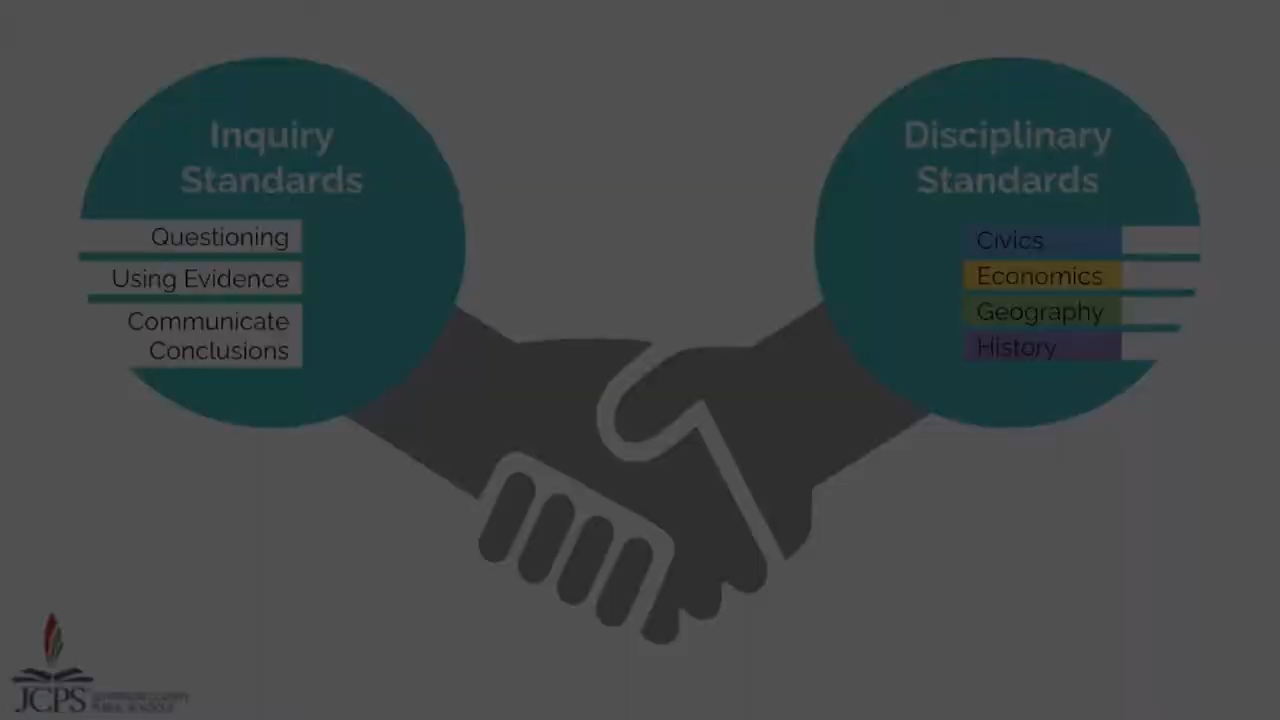 Inquiry
Standards
Questioning
Using Evidence
Communicate
Conclusions
Disciplinary
Standards
Civics
Economics
Geography
History
JCPS